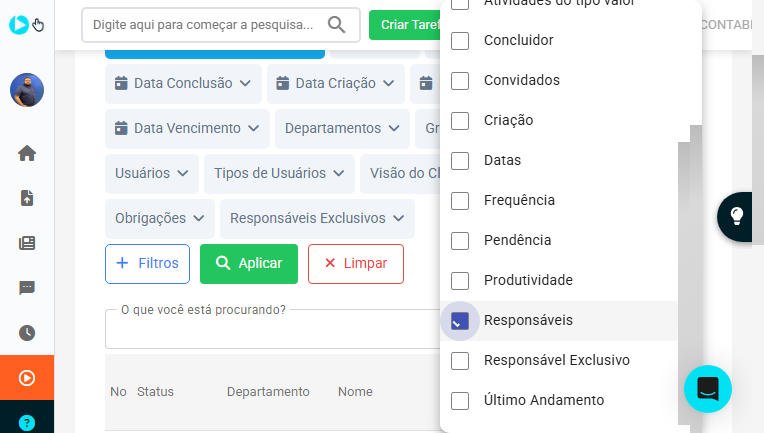 Digite aqui para começar a pesquisa...
Criar Taref
CONTABI
Atividades do tipo valor
Concluidor
Convidados
Criação
Datas
Frequência
Pendência
Produtividade
Responsáveis
Responsável Exclusivo
Último Andamento
Data Conclusão
Data Criação
Data Vencimento
Departamentos
Gr
Usuários
Tipos de Usuários
Visão do Cl
Obrigações
Responsáveis Exclusivos
+ Filtros
Aplicar
Limpar
O que você está procurando?
No Status Departamento Nome